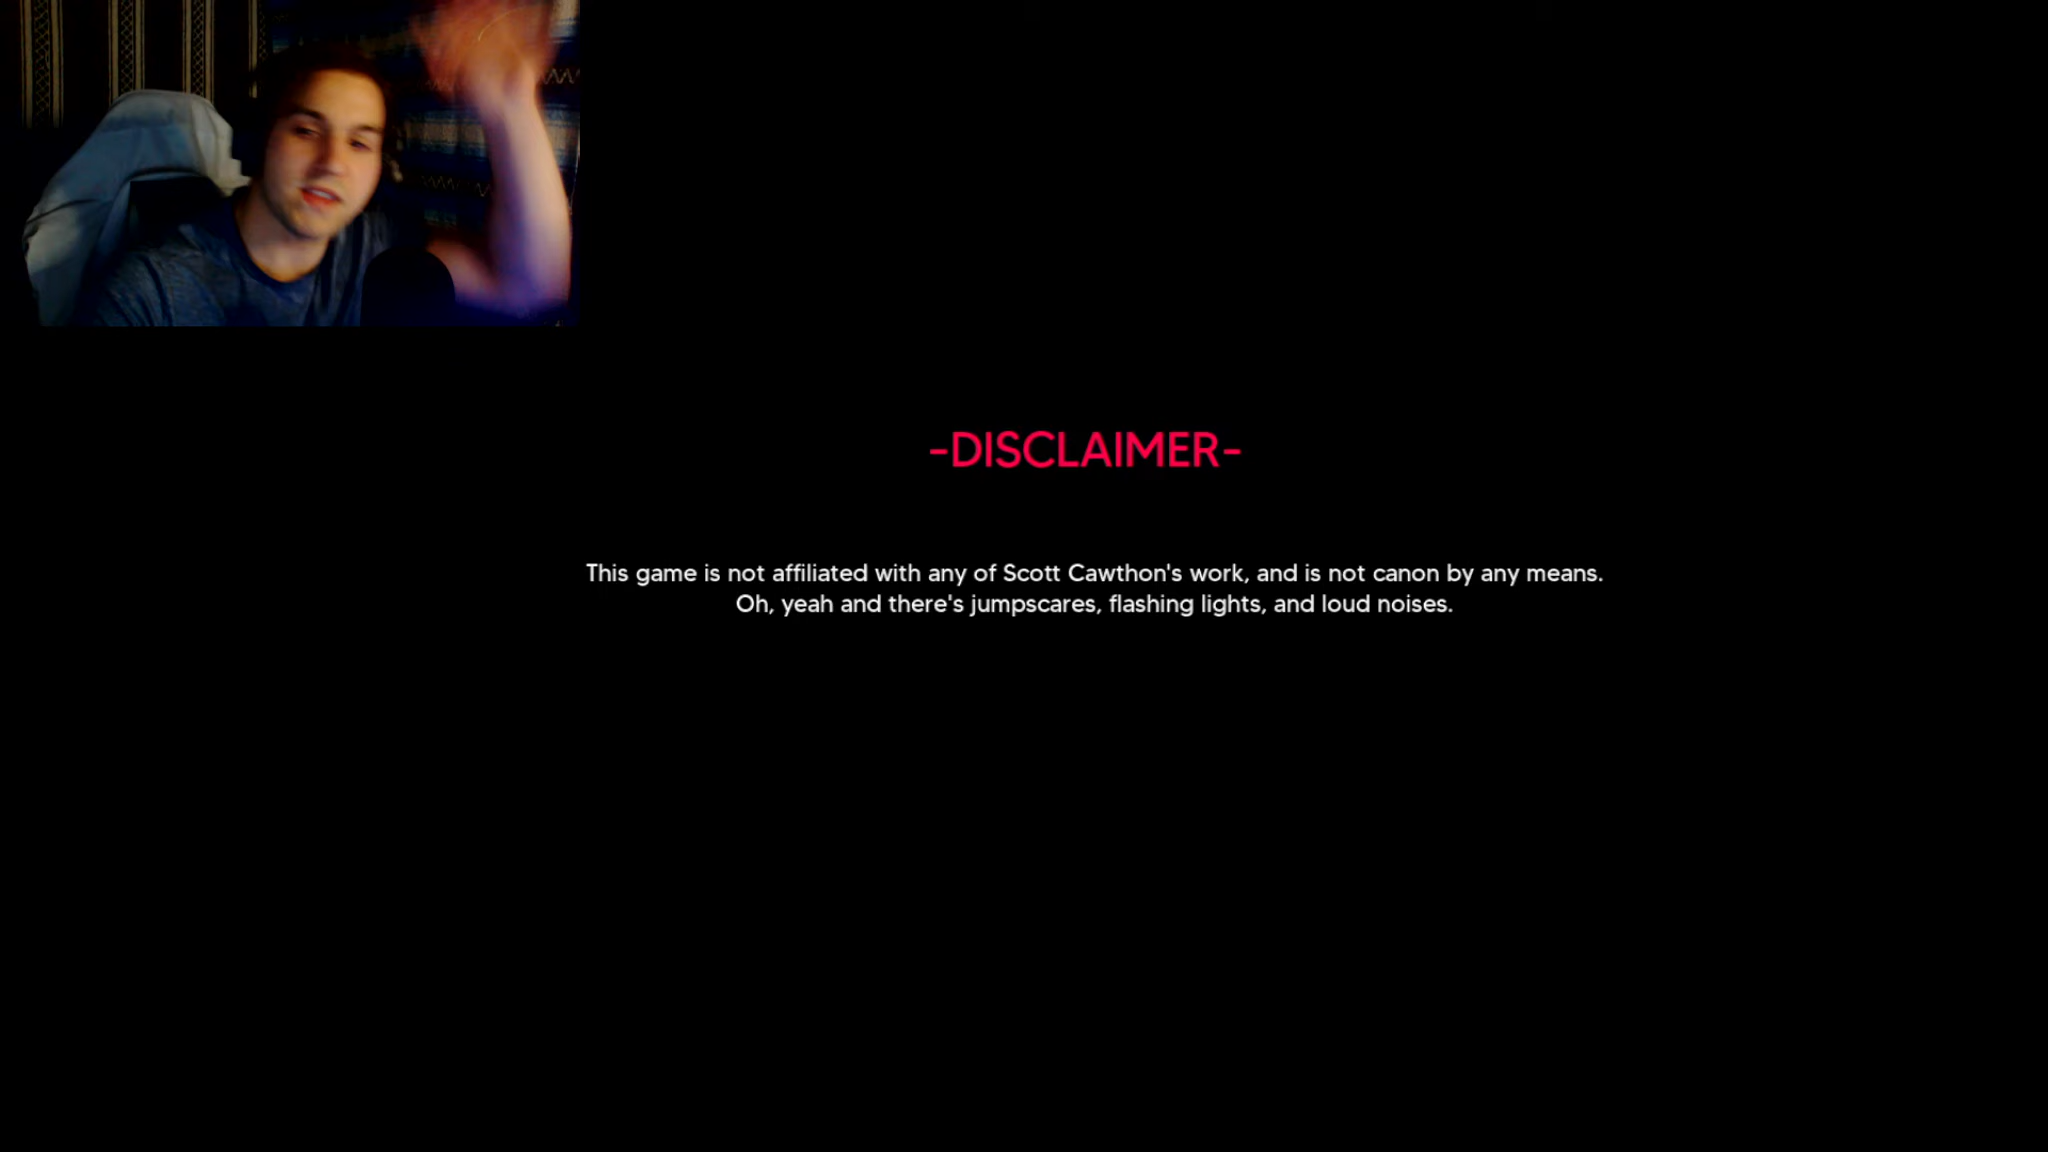 -DISCLAIMER-
This game is not affiliated with any of Scott Cawthon's work, and is not canon by any means.
Oh, yeah and there's jumpscares, flashing lights, and loud noises.